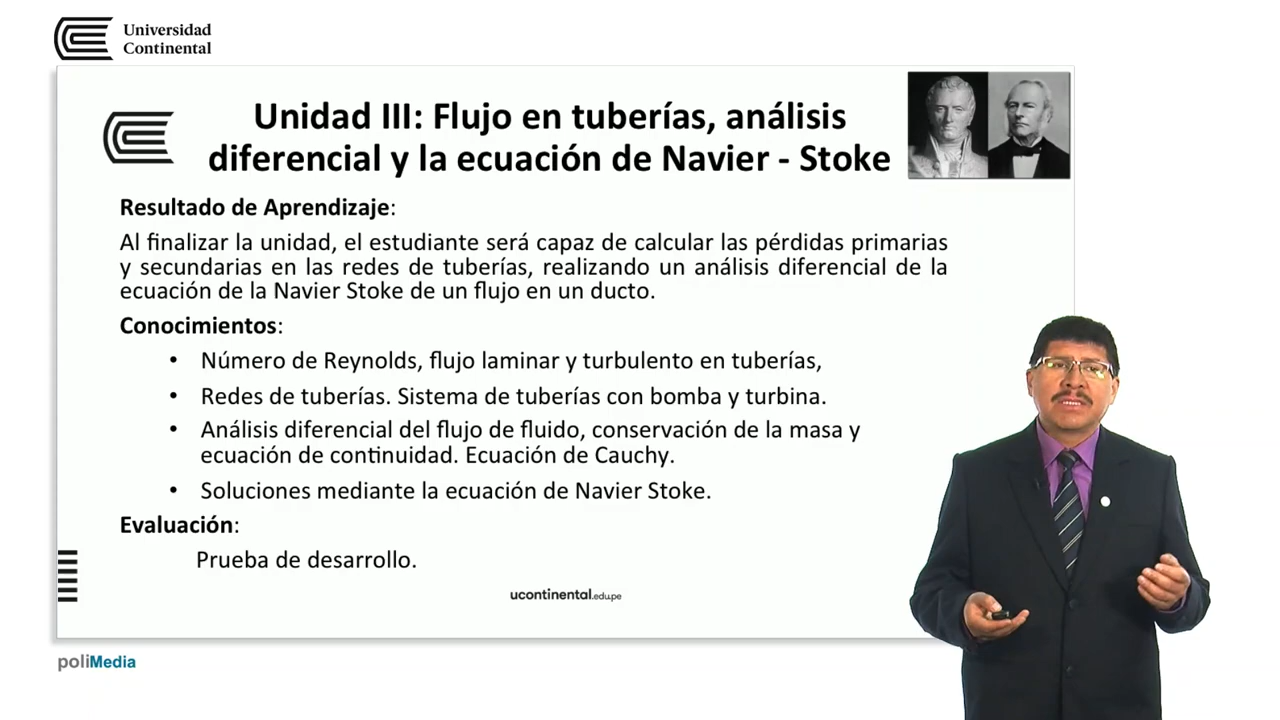 Universidad
Continental
Unidad III: Flujo en tuberías, análisis
diferencial y la ecuación de Navier - Stoke
Resultado de Aprendizaje:
Al finalizar la unidad, el estudiante será capaz de calcular las pérdidas primarias
y secundarias en las redes de tuberías, realizando un análisis diferencial de la
ecuación de la Navier Stoke de un flujo en un ducto.
Conocimientos:
• Número de Reynolds, flujo laminar y turbulento en tuberías,
• Redes de tuberías. Sistema de tuberías con bomba y turbina.
• Análisis diferencial del flujo de fluido, conservación de la masa y
ecuación de continuidad. Ecuación de Cauchy.
• Soluciones mediante la ecuación de Navier Stoke.
Evaluación:
Prueba de desarrollo.
ucontinental.edu.pe
poliMedia